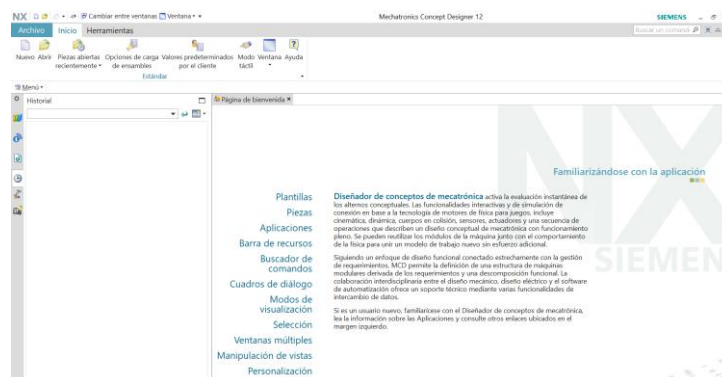 NX Cambiar entre ventanas Ventana Mechatronics Concept Designer 12 SIEMENS
Archivo Inicio Herramientas Buscar un comando
Nuevo Abrir Piezas abiertas recientemente Opciones de carga de ensambles Valores predeterminados por el cliente Modo táctil Ventana Ayuda
Estándar
Menú
Historial
Página de bienvenida
NX
SIEMEN
Familiarizándose con la aplicación
Plantillas
Piezas
Aplicaciones
Barra de recursos
Buscador de
comandos
Cuadros de diálogo
Modos de
visualización
Selección
Ventanas múltiples
Manipulación de vistas
Personalización
Diseñador de conceptos de mecatrónica activa la evaluación instantánea de
los alternos conceptuales. Las funcionalidades interactivas y de simulación de
conexión en base a la tecnología de motores de física para juegos, incluye
cinemática, dinámica, cuerpos en colisión, sensores, actuadores y una secuencia de
operaciones que describen un diseño conceptual de mecatrónica con funcionamiento
pleno. Se pueden reutilizar los módulos de la máquina junto con el comportamiento
de la física para unir un modelo de trabajo nuevo sin esfuerzo adicional.
Siguiendo un enfoque de diseño funcional conectado estrechamente con la gestión
de requerimientos, MCD permite la definición de una estructura de máquinas
modulares derivada de los requerimientos y una descomposición funcional. La
colaboración interdisciplinaria entre el diseño mecánico, diseño eléctrico y el software
de automatización ofrece un soporte técnico mediante varias funcionalidades de
intercambio de datos.
Si es un usuario nuevo, familiarícese con el Diseñador de conceptos de mecatrónica,
lea la información sobre las Aplicaciones y consulte otros enlaces ubicados en el
margen izquierdo.